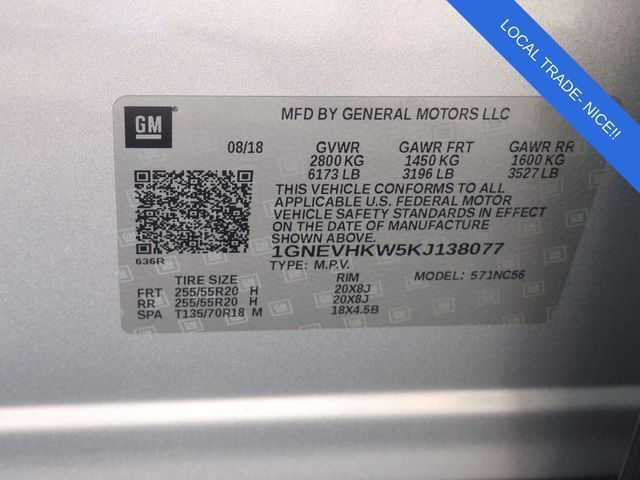 LOCAL TRADE- NICE!!
GM
MFD BY GENERAL MOTORS LLC
08/18 GVWR GAWR FRT GAWR RR
2800 KG 1450 KG 1600 KG
6173 LB 3196 LB 3527 LB
THIS VEHICLE CONFORMS TO ALL
APPLICABLE U.S. FEDERAL MOTOR
VEHICLE SAFETY STANDARDS IN EFFECT
ON THE DATE OF MANUFACTURE
SHOWN ABOVE.
636R
1GNEVHKW5KJ138077
TYPE: M.P.V. MODEL: 571NC56
TIRE SIZE RIM
FRT 255/55R20 H 20X8J
RR 255/55R20 H 20X8J
SPA T135/70R18 M 18X4.5B